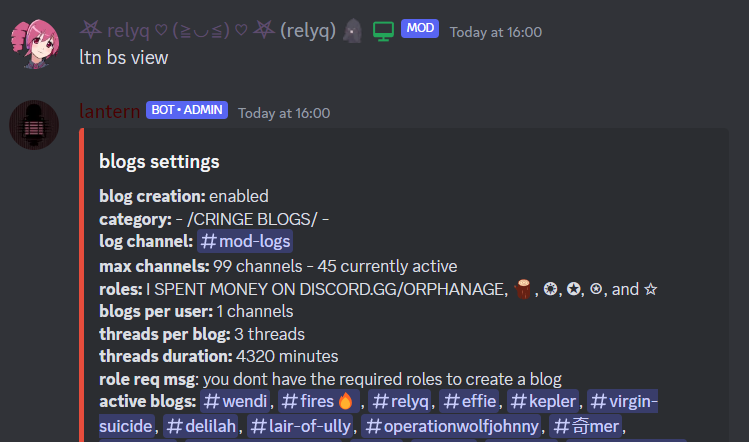 ⛧ relyq ♡ (≧◡≦) ♡ ⛧ (relyq) MOD Today at 16:00
ltn bs view
lantern BOT • ADMIN Today at 16:00
blogs settings
blog creation: enabled
category: - /CRINGE BLOGS/ -
log channel: #mod-logs
max channels: 99 channels - 45 currently active
roles: I SPENT MONEY ON DISCORD.GG/ORPHANAGE, 🪵, ❂, ✪, ⍟, and ☆
blogs per user: 1 channels
threads per blog: 3 threads
threads duration: 4320 minutes
role req msg: you dont have the required roles to create a blog
active blogs: #wendi, #fires🔥, #relyq, #effie, #kepler, #virgin-
suicide, #delilah, #lair-of-ully, #operationwolfjohnny, #奇mer,